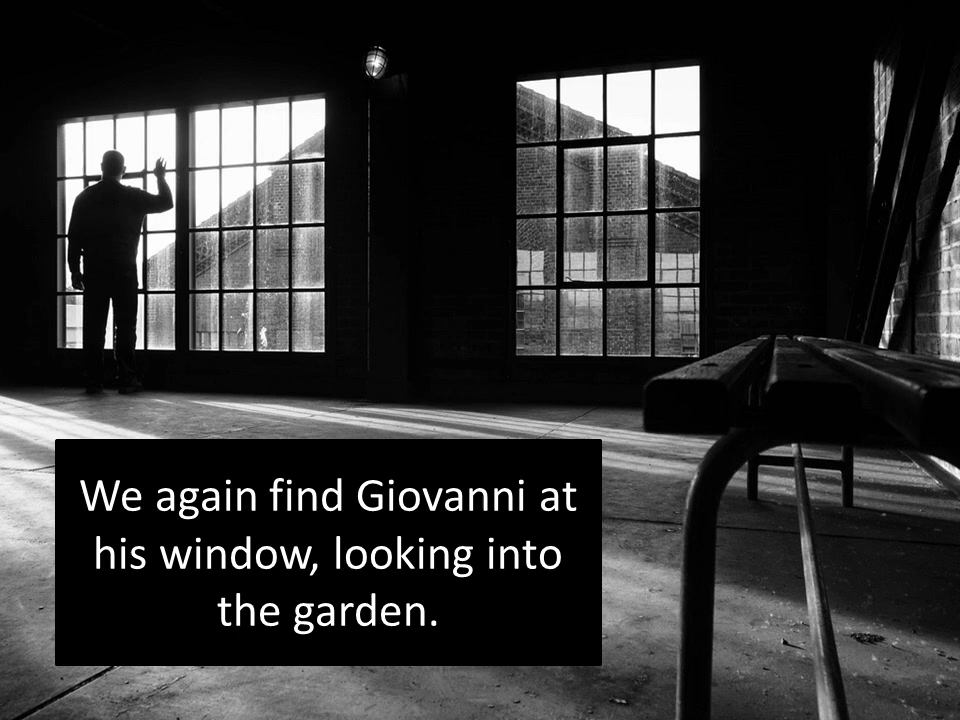 We again find Giovanni at
his window, looking into
the garden.